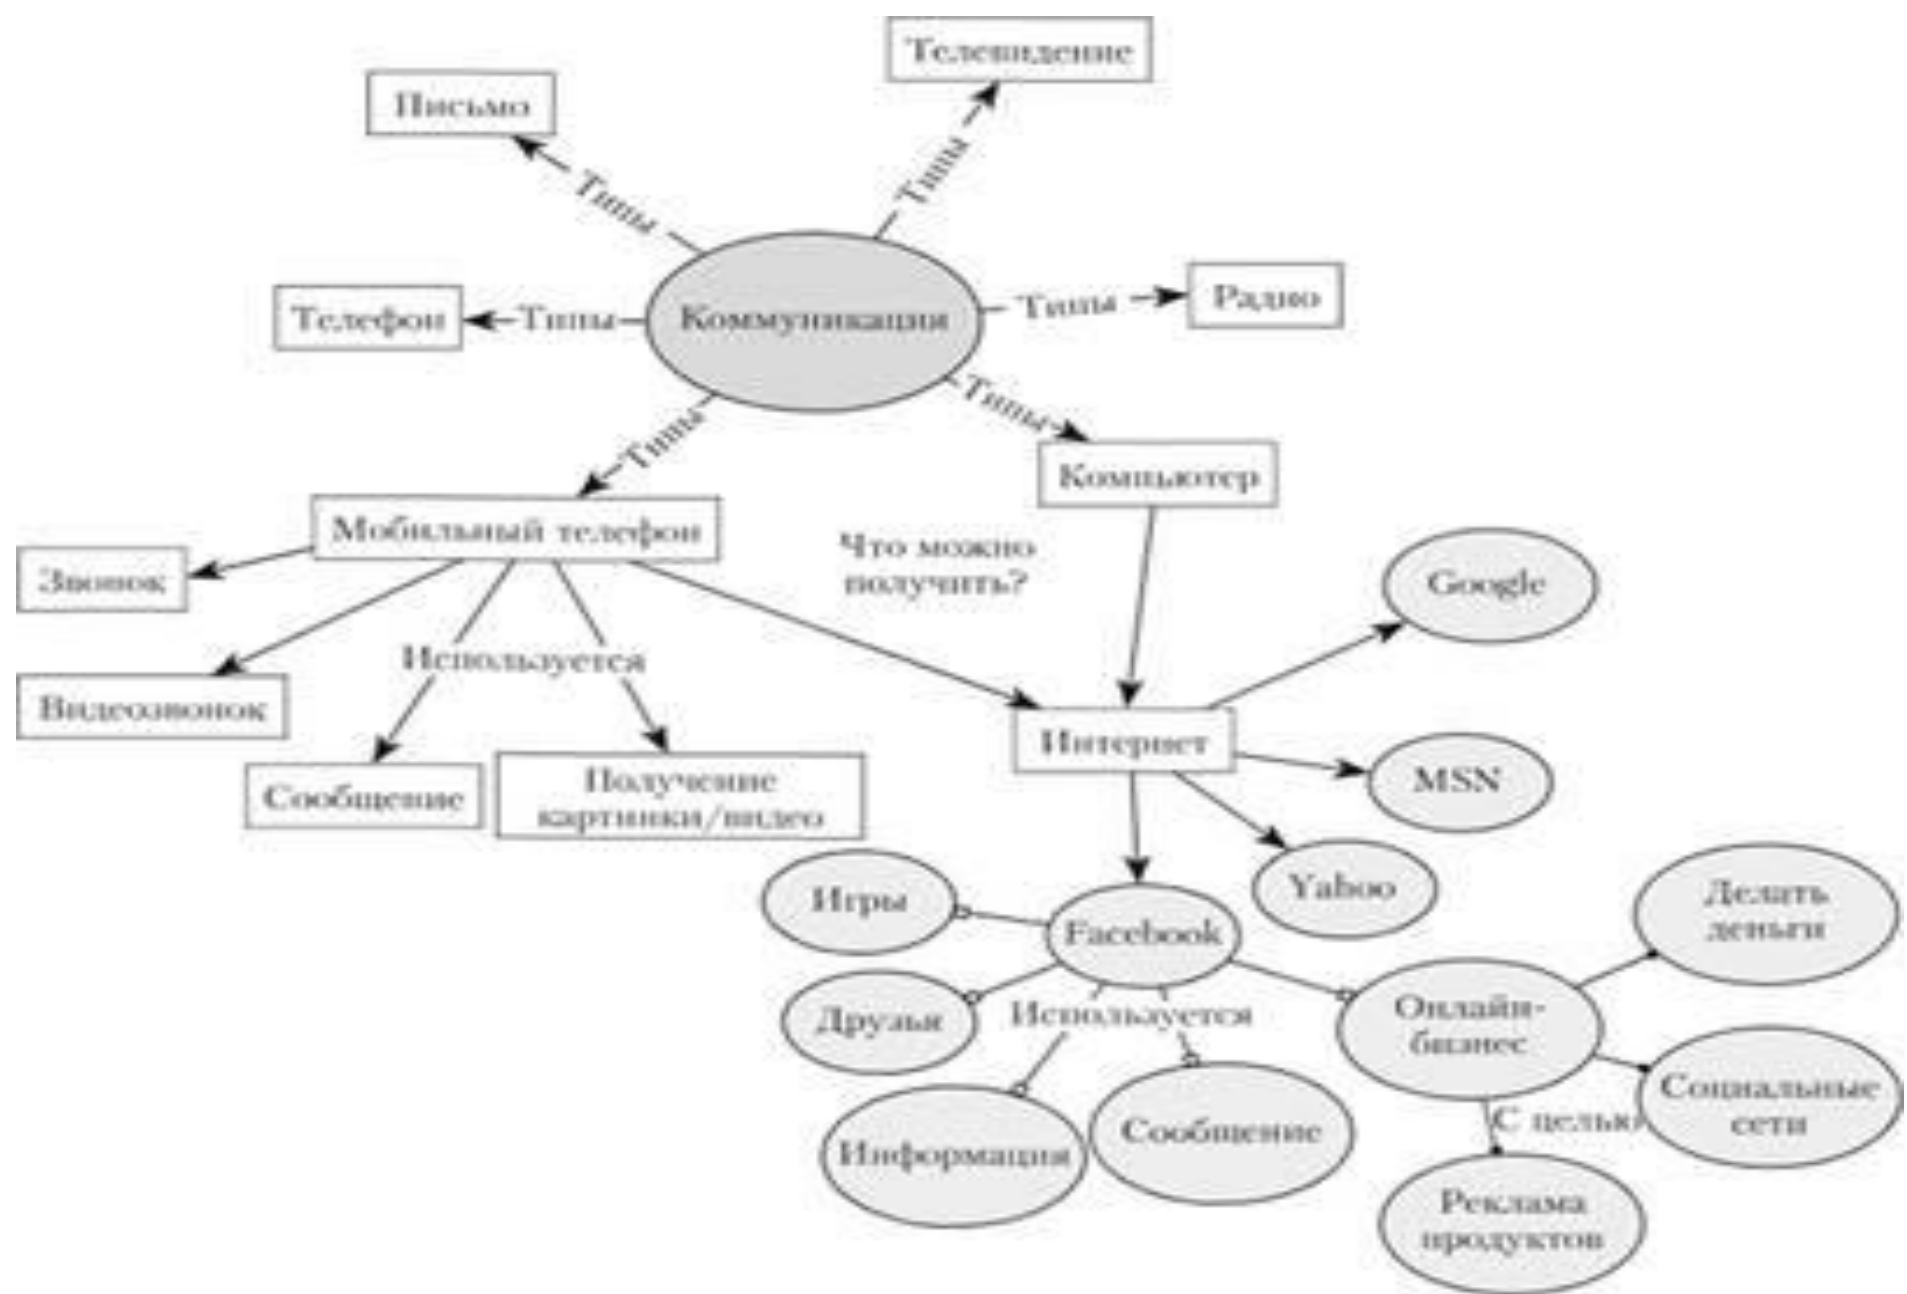 Телевидение
Письмо
Типы
Типы
Телефон
Типы
Коммуникация
Типы
Радио
Типы
Типы
Компьютер
Мобильный телефон
Что можно
получить?
Звонок
Google
Используется
Видеозвонок
Интернет
MSN
Сообщение
Получение
картинки/видео
Yahoo
Игры
Facebook
Делать
деньги
Друзья
Используется
Онлайн-
бизнес
Информация
Сообщение
С целью
Социальные
сети
Реклама
продуктов